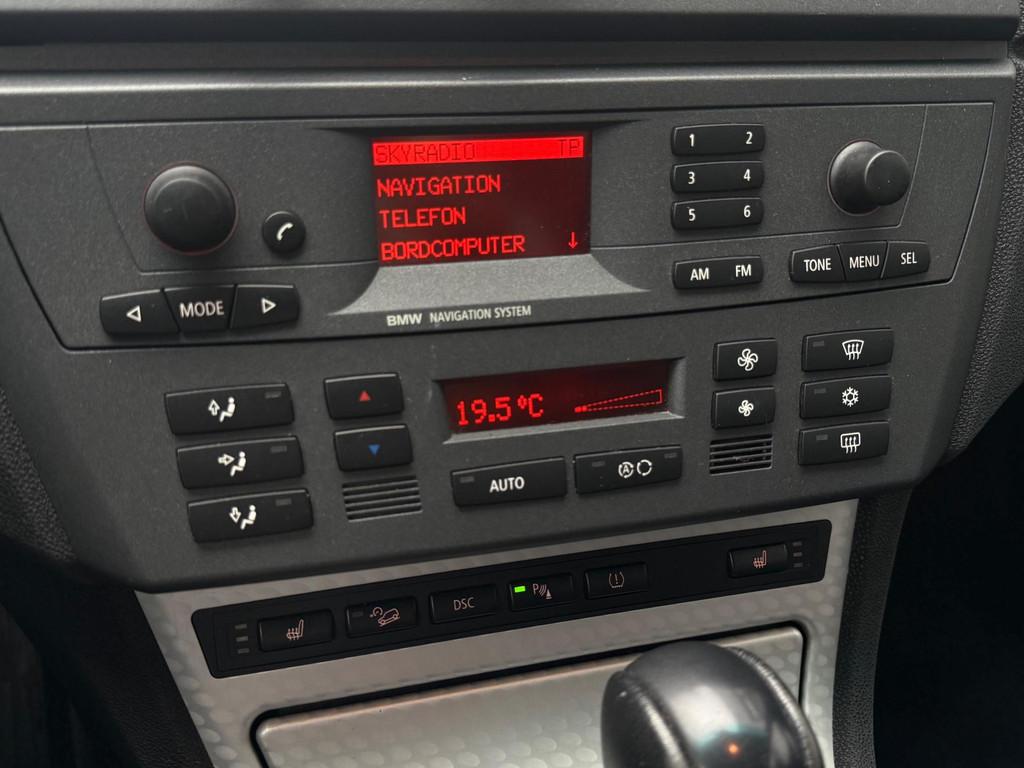 SKYRADIO TP
NAVIGATION
TELEFON
BORDCOMPUTER
1 2
3 4
5 6
AM FM
TONE MENU SEL
MODE
BMW NAVIGATION SYSTEM
19.5°C
AUTO
A
DSC
P